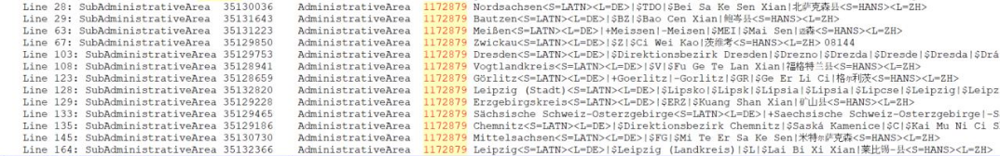 Line 28: SubAdministrativeArea 35130036 AdministrativeArea 1172879 Nordsachsen<S=LATN><L=DE>|$TDO|$Bei Sa Ke Sen Xian|北萨克森县<S=HANS><L=ZH>
Line 29: SubAdministrativeArea 35131643 AdministrativeArea 1172879 Bautzen<S=LATN><L=DE>|$BZ|$Bao Cen Xian|鲍岑县<S=HANS><L=ZH>
Line 63: SubAdministrativeArea 35131223 AdministrativeArea 1172879 Meißen<S=LATN><L=DE>|+Meissen|-Meisen|$MEI|$Mai Sen|森<S=HANS><L=ZH>
Line 67: SubAdministrativeArea 35129850 AdministrativeArea 1172879 Zwickau<S=LATN><L=DE>|$Z|$Ci Wei Kao|茨维考<S=HANS><L=ZH> 08144
Line 103: SubAdministrativeArea 35129753 AdministrativeArea 1172879 Dresden<S=LATN><L=DE>|$Direktionsbezirk Dresden|$Drezno|$Drezda|$Dresde|$Dresda|$Drá
Line 108: SubAdministrativeArea 35128941 AdministrativeArea 1172879 Vogtlandkreis<S=LATN><L=DE>|$V|$Fu Ge Te Lan Xian|福格特兰县<S=HANS><L=ZH>
Line 123: SubAdministrativeArea 35128659 AdministrativeArea 1172879 Görlitz<S=LATN><L=DE>|+Goerlitz|-Gorlitz|$GR|$Ge Er Li Ci|格尔利茨<S=HANS><L=ZH>
Line 128: SubAdministrativeArea 35132820 AdministrativeArea 1172879 Leipzig (Stadt)<S=LATN><L=DE>|$Lipsko|$Lipsk|$Lipsia|$Lipsia|$Lipcse|$Leipzig|$Leipz
Line 129: SubAdministrativeArea 35129228 AdministrativeArea 1172879 Erzgebirgskreis<S=LATN><L=DE>|$ERZ|$Kuang Shan Xian|矿山县<S=HANS><L=ZH>
Line 133: SubAdministrativeArea 35129465 AdministrativeArea 1172879 Sächsische Schweiz-Osterzgebirge<S=LATN><L=DE>|+Saechsische Schweiz-Osterzgebirge|-S
Line 135: SubAdministrativeArea 35129186 AdministrativeArea 1172879 Chemnitz<S=LATN><L=DE>|$Direktionsbezirk Chemnitz|$Saská Kamenice|$C|$Kai Mu Ni Ci S
Line 145: SubAdministrativeArea 35130730 AdministrativeArea 1172879 Mittelsachsen<S=LATN><L=DE>|$FG|$Mi Te Er Sa Ke Sen|米特尔萨克森<S=HANS><L=ZH>
Line 164: SubAdministrativeArea 35132366 AdministrativeArea 1172879 Leipzig<S=LATN><L=DE>|$Leipzig (Landkreis)|$L|$Lai Bi Xi Xian|莱比锡县<S=HANS><L=ZH>